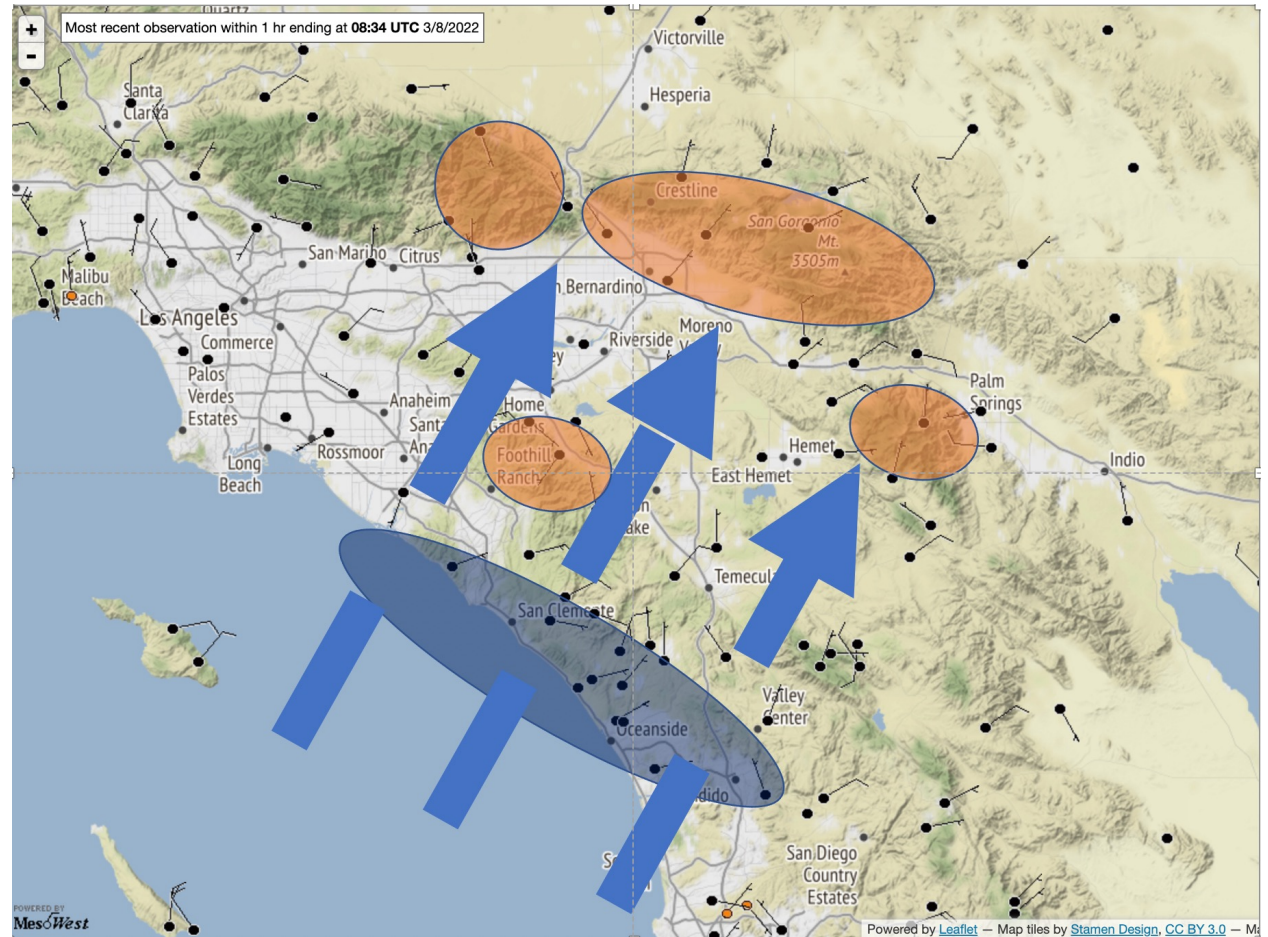 Quartz
+
Most recent observation within 1 hr ending at 08:34 UTC 3/8/2022
−
Victorville
Hesperia
Santa
Clarita
Crestline
San Gorgonio
Mt.
3505m
San Marino
Citrus
Malibu
Beach
Bernardino
Los Angeles
Commerce
Riverside
Moreno
Palos
Verdes
Estates
Palm
Springs
Anaheim
Home
Gardens
Santa
Ana
Rossmoor
Foothill
Ranch
Hemet
East Hemet
Indio
Long
Beach
Temecula
San Clemente
Valley
Center
Oceanside
San Diego
Country
Estates
POWERED BY
MesoWest
Powered by Leaflet — Map tiles by Stamen Design, CC BY 3.0 — Ma